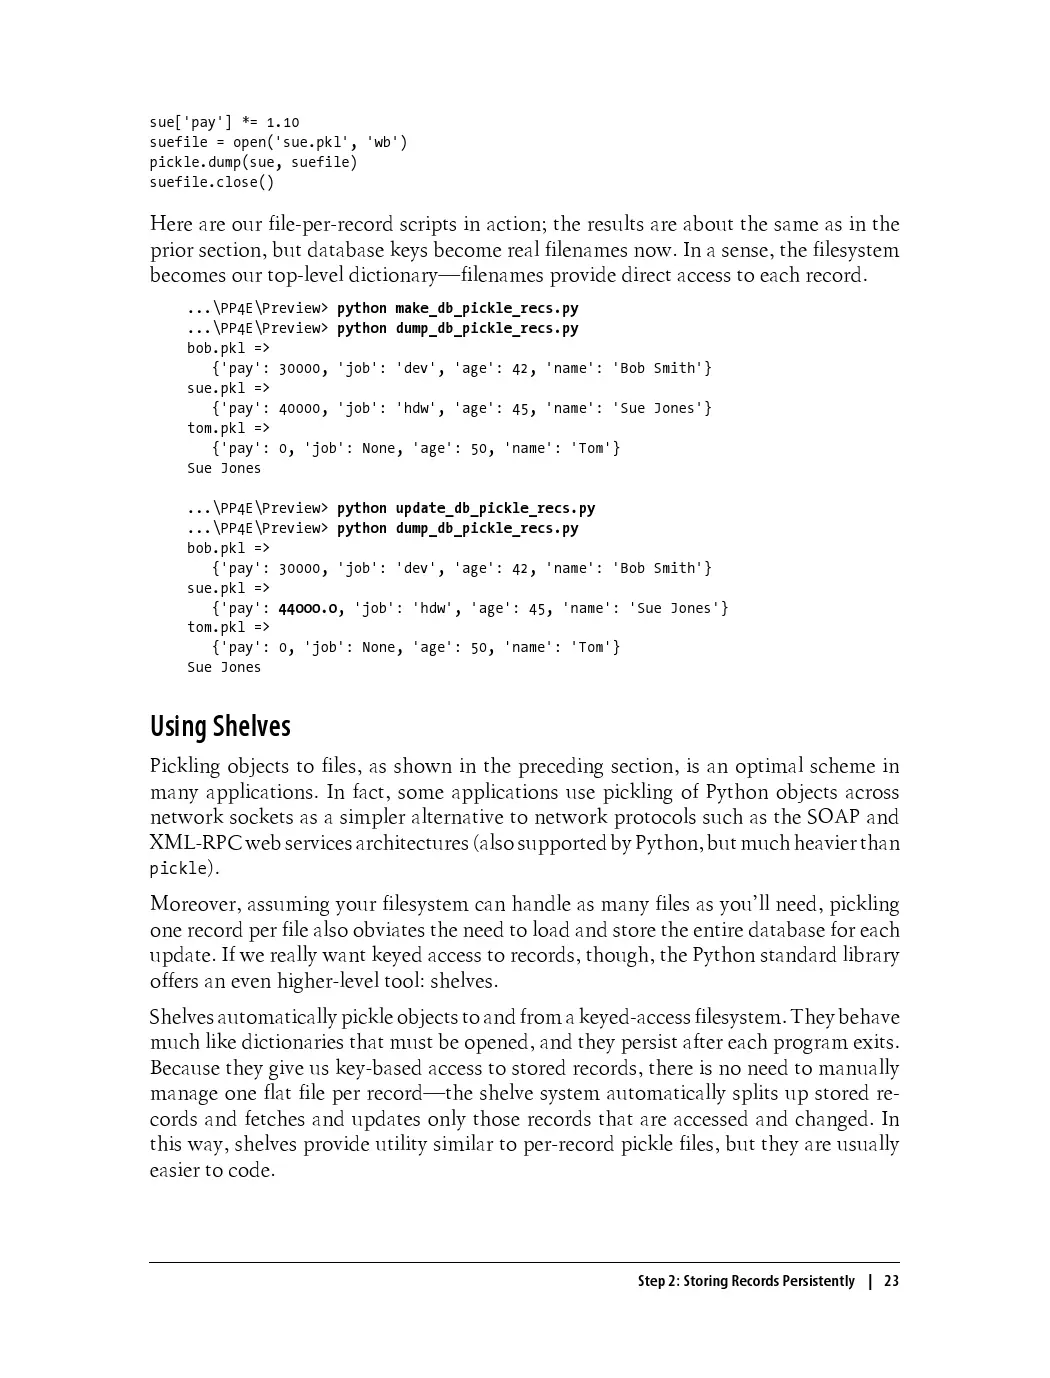 sue['pay'] *= 1.10
suefile = open('sue.pkl', 'wb')
pickle.dump(sue, suefile)
suefile.close()
Here are our file-per-record scripts in action; the results are about the same as in the
prior section, but database keys become real filenames now. In a sense, the filesystem
becomes our top-level dictionary—filenames provide direct access to each record.
...\PP4E\Preview> python make_db_pickle_recs.py
...\PP4E\Preview> python dump_db_pickle_recs.py
bob.pkl =>
   {'pay': 30000, 'job': 'dev', 'age': 42, 'name': 'Bob Smith'}
sue.pkl =>
   {'pay': 40000, 'job': 'hdw', 'age': 45, 'name': 'Sue Jones'}
tom.pkl =>
   {'pay': 0, 'job': None, 'age': 50, 'name': 'Tom'}
Sue Jones
...\PP4E\Preview> python update_db_pickle_recs.py
...\PP4E\Preview> python dump_db_pickle_recs.py
bob.pkl =>
   {'pay': 30000, 'job': 'dev', 'age': 42, 'name': 'Bob Smith'}
sue.pkl =>
   {'pay': 44000.0, 'job': 'hdw', 'age': 45, 'name': 'Sue Jones'}
tom.pkl =>
   {'pay': 0, 'job': None, 'age': 50, 'name': 'Tom'}
Sue Jones
Using Shelves
Pickling objects to files, as shown in the preceding section, is an optimal scheme in
many applications. In fact, some applications use pickling of Python objects across
network sockets as a simpler alternative to network protocols such as the SOAP and
XML-RPC web services architectures (also supported by Python, but much heavier than
pickle).
Moreover, assuming your filesystem can handle as many files as you'll need, pickling
one record per file also obviates the need to load and store the entire database for each
update. If we really want keyed access to records, though, the Python standard library
offers an even higher-level tool: shelves.
Shelves automatically pickle objects to and from a keyed-access filesystem. They behave
much like dictionaries that must be opened, and they persist after each program exits.
Because they give us key-based access to stored records, there is no need to manually
manage one flat file per record—the shelve system automatically splits up stored re-
cords and fetches and updates only those records that are accessed and changed. In
this way, shelves provide utility similar to per-record pickle files, but they are usually
easier to code.
Step 2: Storing Records Persistently | 23